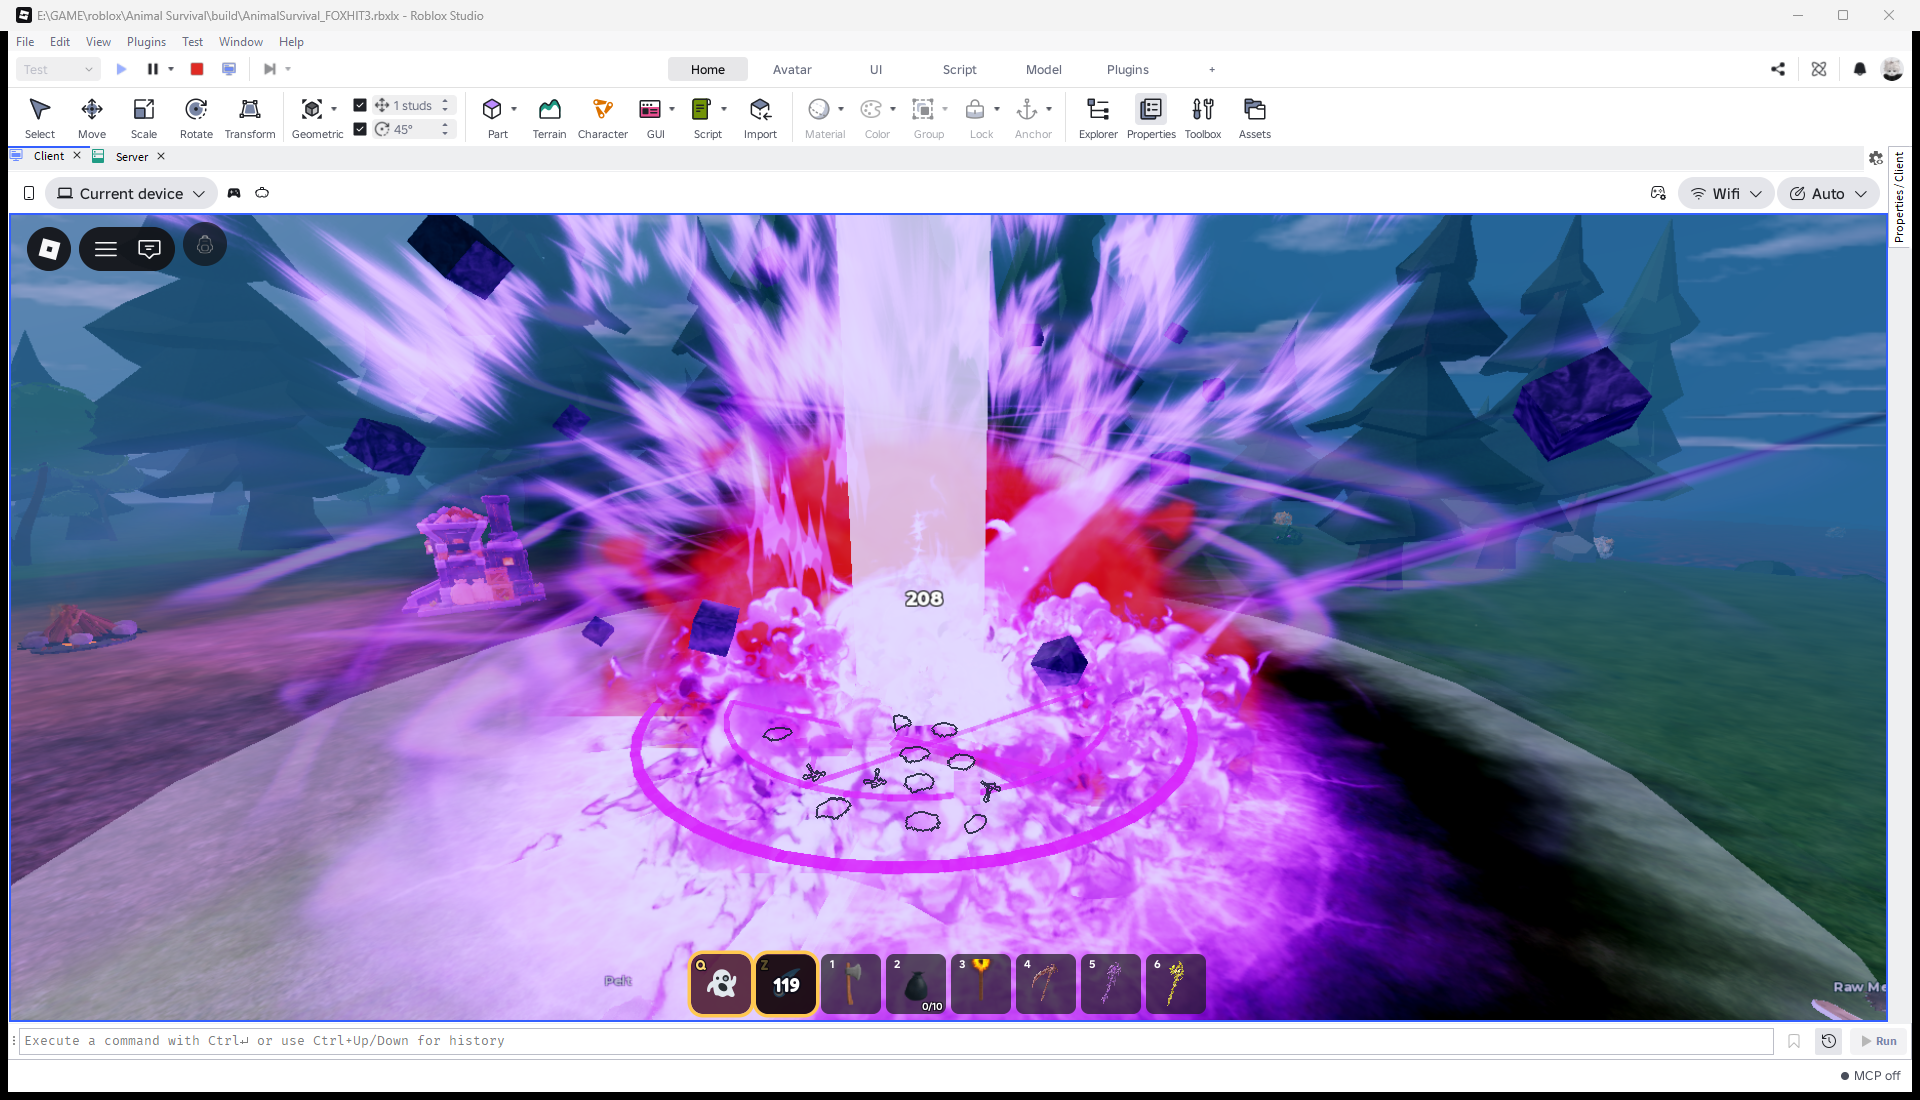 E:\GAME\roblox\Animal Survival\build\AnimalSurvival_FOXHIT3.rbxlx - Roblox Studio
File Edit View Plugins Test Window Help
Test
Home Avatar UI Script Model Plugins +
Select Move Scale Rotate Transform Geometric
1 studs
45°
Part Terrain Character GUI Script Import Material Color Group Lock Anchor Explorer Properties Toolbox Assets
Client Server
Current device
Wifi Auto
Properties / Client
208
Pelt
Raw Me
Q
Z
119
1
2
0/10
3
4
5
6
Execute a command with Ctrl↵ or use Ctrl+Up/Down for history
Run
MCP off